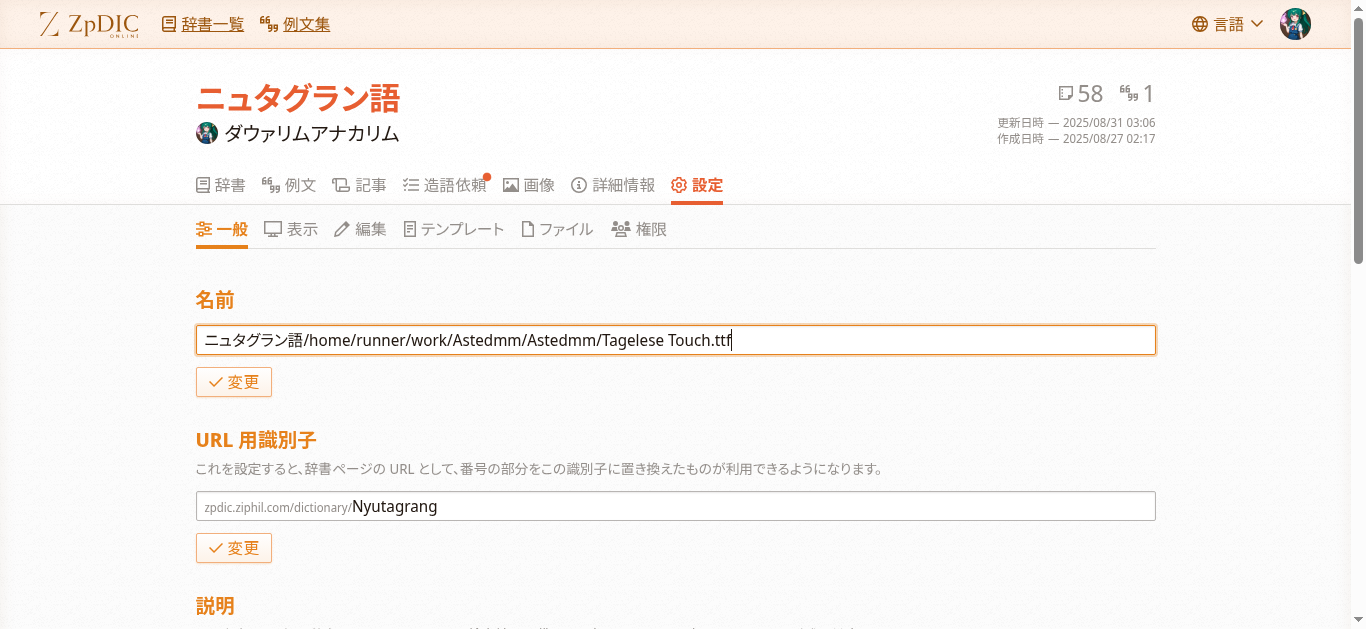 ZpDIC ONLINE 辞書一覧 例文集 言語
ニュタグラン語 58 1
ダウァリムアナカリム
更新日時 — 2025/08/31 03:06
作成日時 — 2025/08/27 02:17
辞書 例文 記事 造語依頼 画像 詳細情報 設定
一般 表示 編集 テンプレート ファイル 権限
名前
ニュタグラン語/home/runner/work/Astedmm/Astedmm/Tagelese Touch.ttf
変更
URL 用識別子
これを設定すると、辞書ページの URL として、番号の部分をこの識別子に置き換えたものが利用できるようになります。
zpdic.ziphil.com/dictionary/Nyutagrang
変更
説明